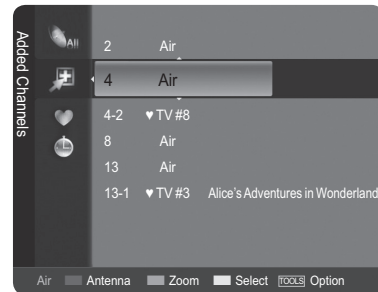 Added Channels
All
2 Air
4 Air
4-2 ♥ TV #8
8 Air
13 Air
13-1 ♥ TV #3 Alice's Adventures in Wonderland
Air Antenna Zoom Select TOOLS Option